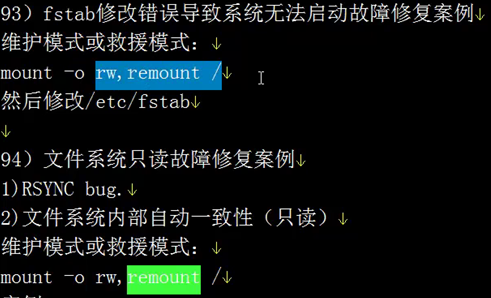 93）fstab修改错误导致系统无法启动故障修复案例↓
维护模式或救援模式：↓
mount -o rw,remount /↓
然后修改/etc/fstab↓
↓
94）文件系统只读故障修复案例↓
1)RSYNC bug.↓
2)文件系统内部自动一致性（只读）↓
维护模式或救援模式：↓
mount -o rw,remount /↓